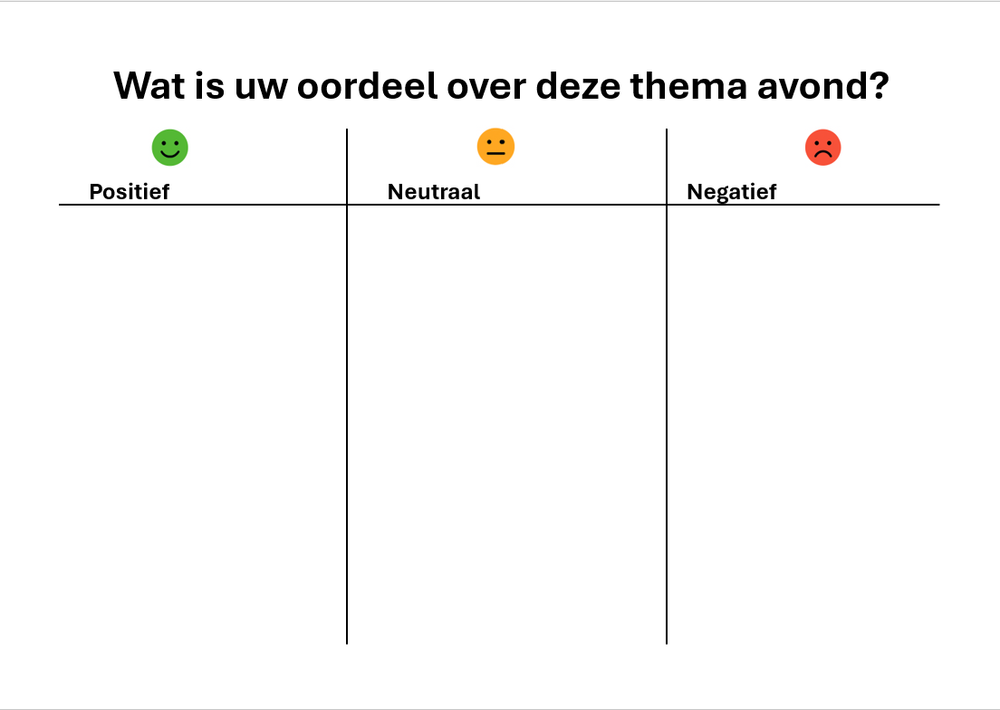 Wat is uw oordeel over deze thema avond?
Positief
Neutraal
Negatief